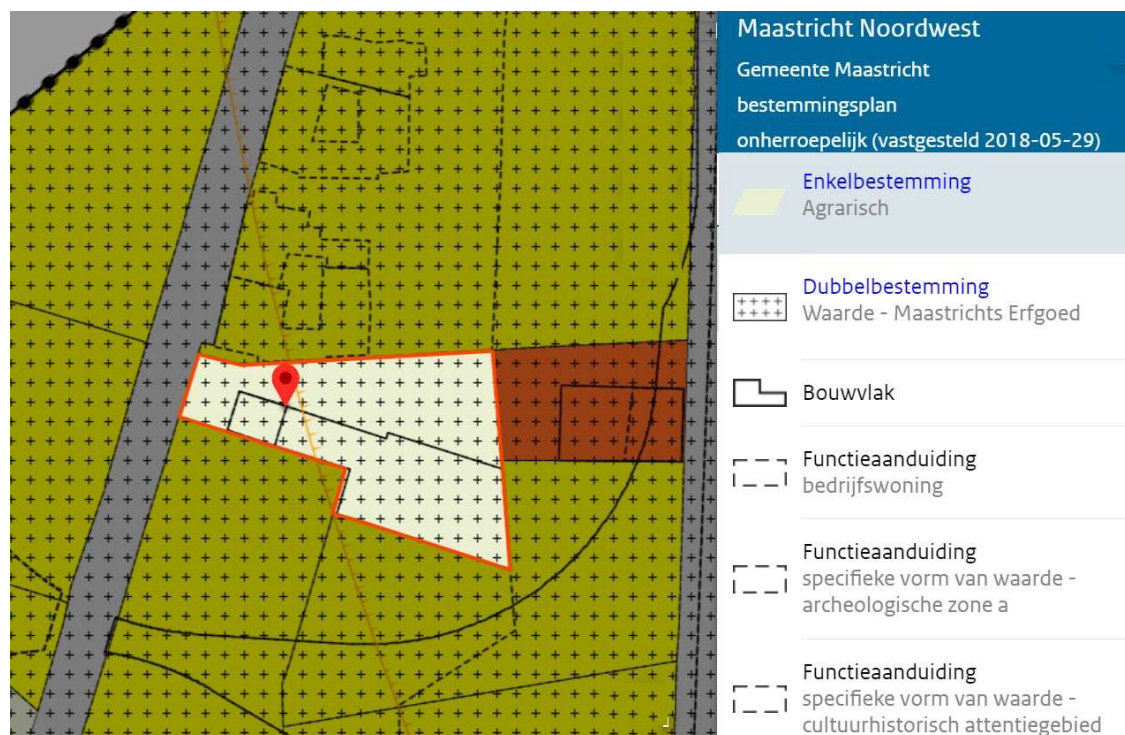 Maastricht Noordwest
Gemeente Maastricht
bestemmingsplan
onherroepelijk (vastgesteld 2018-05-29)
Enkelbestemming
Agrarisch
Dubbelbestemming
Waarde - Maastrichts Erfgoed
Bouwvlak
Functieaanduiding
bedrijfswoning
Functieaanduiding
specifieke vorm van waarde -
archeologische zone a
Functieaanduiding
specifieke vorm van waarde -
cultuurhistorisch attentiegebied